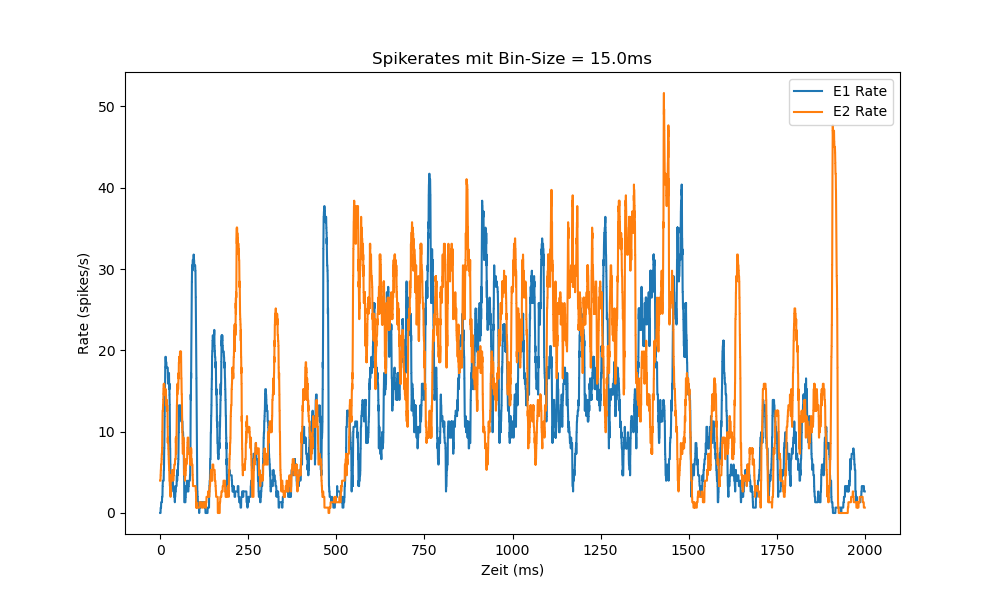 Spikerates mit Bin-Size = 15.0ms
E1 Rate
E2 Rate
50
40
30
20
10
0
Rate (spikes/s)
0 250 500 750 1000 1250 1500 1750 2000
Zeit (ms)